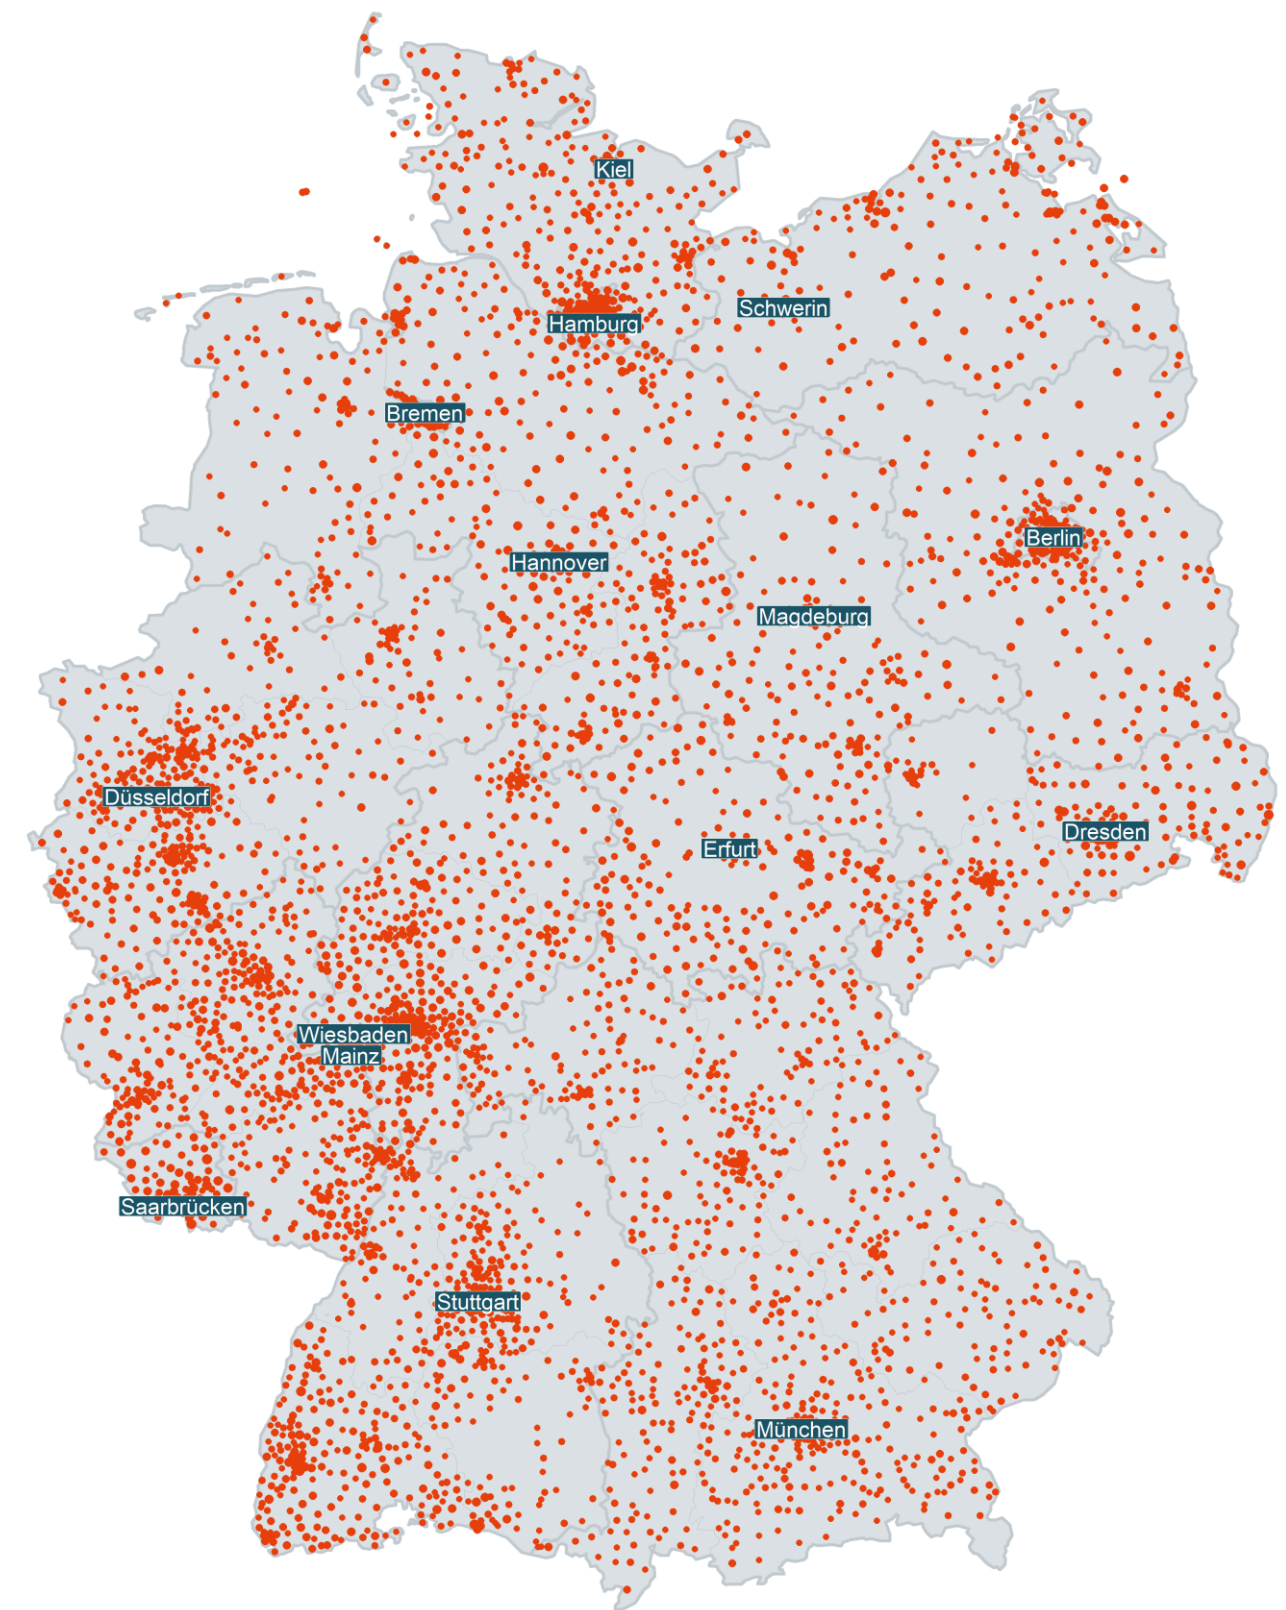 Kiel
Schwerin
Hamburg
Bremen
Berlin
Hannover
Magdeburg
Düsseldorf
Dresden
Erfurt
Wiesbaden
Mainz
Saarbrücken
Stuttgart
München